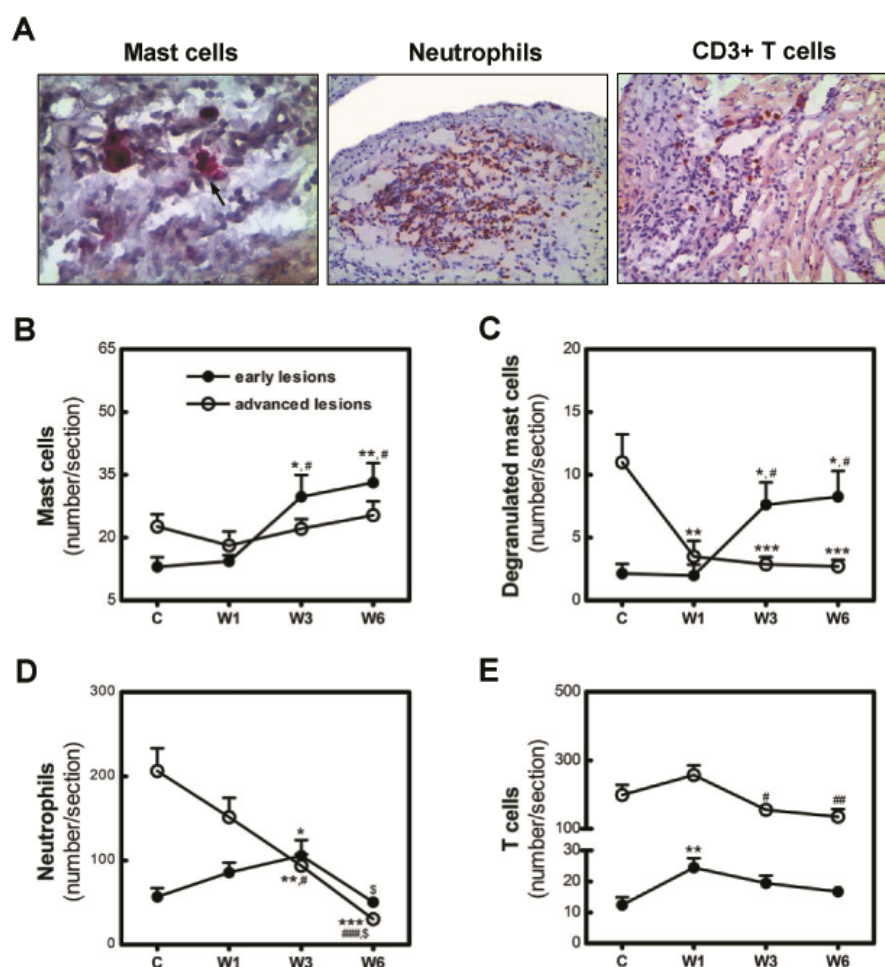 A
Mast cells
Neutrophils
CD3+ T cells
B
Mast cells
(number/section)
65
50
35
20
5
early lesions
advanced lesions
*,#
**,#
C W1 W3 W6
C
Degranulated mast cells
(number/section)
20
15
10
5
0
**
*,#
***
*,#
***
C W1 W3 W6
D
Neutrophils
(number/section)
300
200
100
0
*
**,#
$
***
###,$
C W1 W3 W6
E
T cells
(number/section)
500
300
100
30
20
10
0
**
#
##
C W1 W3 W6